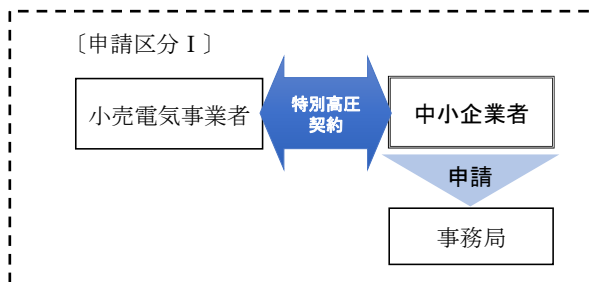 〔申請区分Ⅰ〕
小売電気事業者
特別高圧
契約
中小企業者
申請
事務局